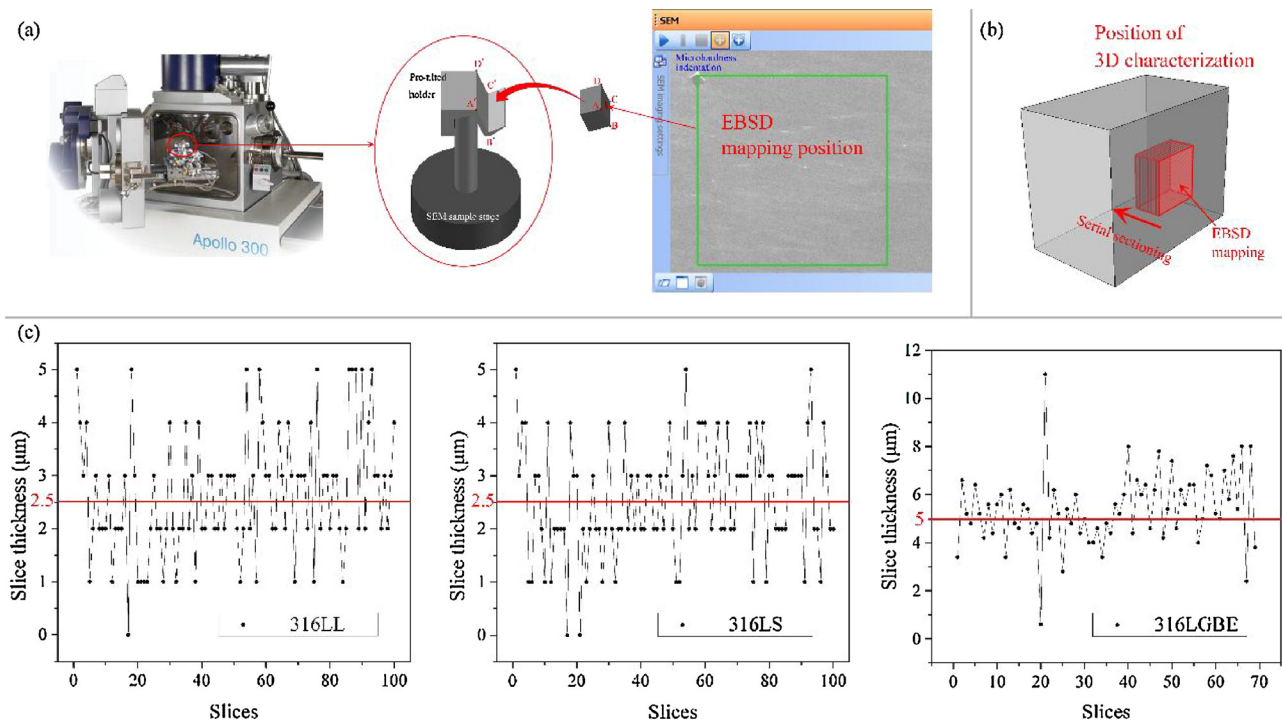 (a)
SEM
Microhardness
indentation
SEM imaging settings
EBSD
mapping position
Pre-tilted
holder
D'
C'
A'
B'
D
C
A
B
SEM sample stage
Apollo 300
(b)
Position of
3D characterization
Serial sectioning
EBSD
mapping
(c)
Slice thickness (μm)
5
4
3
2.5
2
1
0
0 20 40 60 80 100
Slices
316LL
Slice thickness (μm)
5
4
3
2.5
2
1
0
0 20 40 60 80 100
Slices
316LS
Slice thickness (μm)
12
10
8
6
5
4
2
0
0 10 20 30 40 50 60 70
Slices
316LGBE